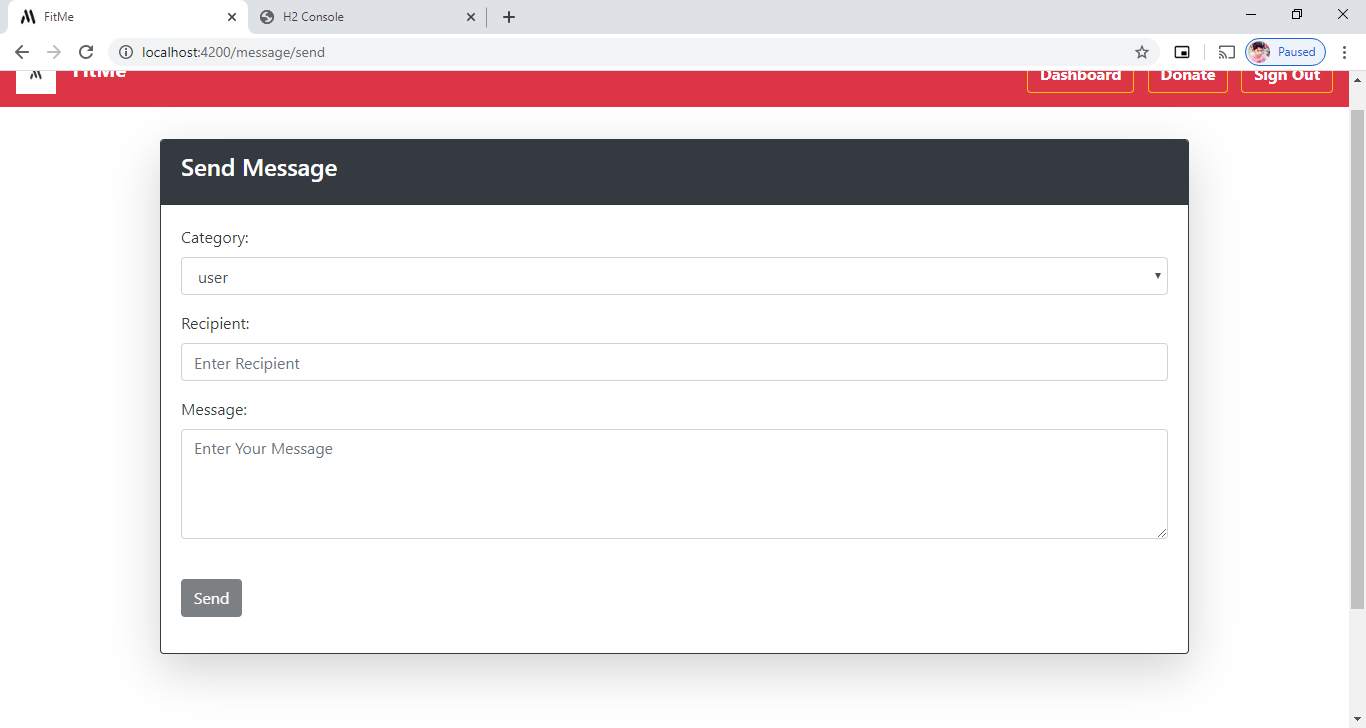 FitMe
H2 Console
localhost:4200/message/send
Paused
FitMe
Dashboard
Donate
Sign Out
Send Message
Category:
user
Recipient:
Enter Recipient
Message:
Enter Your Message
Send